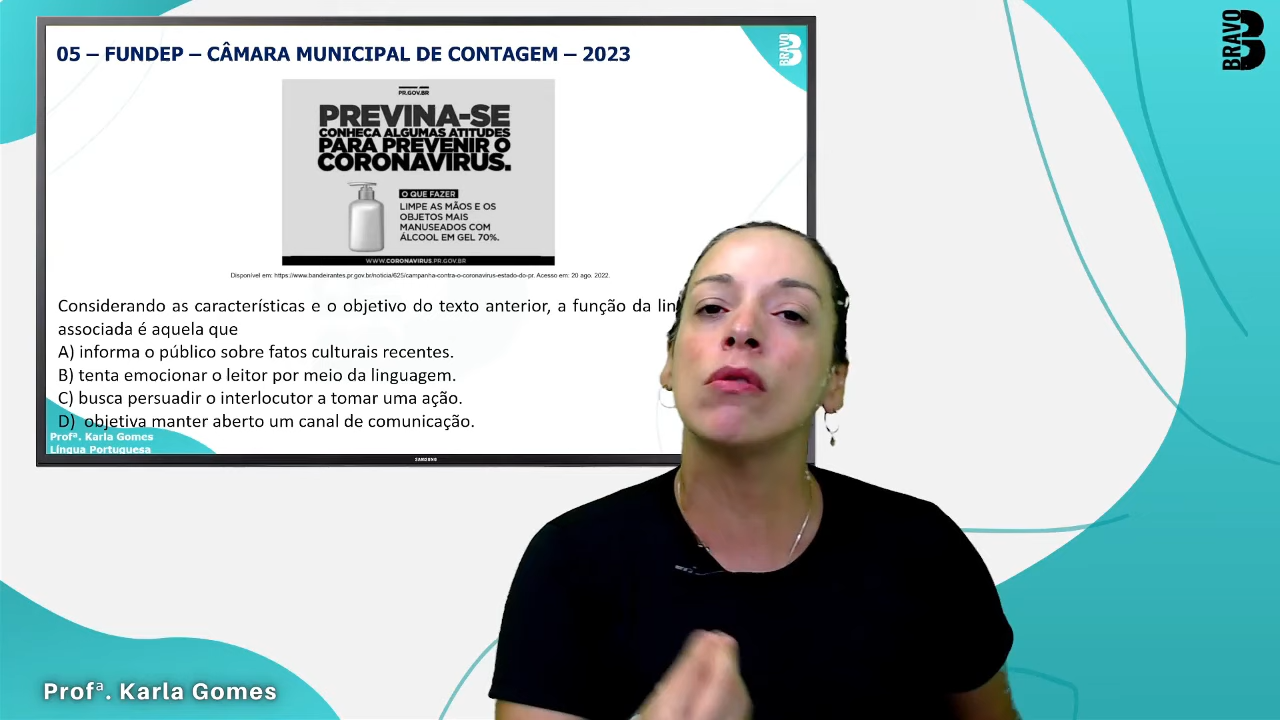 BRAVO
05 – FUNDEP – CÂMARA MUNICIPAL DE CONTAGEM – 2023
BRAVO
PR.GOV.BR
PREVINA-SE
CONHEÇA ALGUMAS ATITUDES
PARA PREVENIR O
CORONAVÍRUS.
O QUE FAZER
LIMPE AS MÃOS E OS
OBJETOS MAIS
MANUSEADOS COM
ÁLCOOL EM GEL 70%.
WWW.CORONAVIRUS.PR.GOV.BR
Disponível em: https://www.bandeirantes.pr.gov.br/noticia/625/campanha-contra-o-coronavirus-estado-do-pr. Acesso em: 20 ago. 2022.
Considerando as características e o objetivo do texto anterior, a função da
associada é aquela que
A) informa o público sobre fatos culturais recentes.
B) tenta emocionar o leitor por meio da linguagem.
C) busca persuadir o interlocutor a tomar uma ação.
D) objetiva manter aberto um canal de comunicação.
Profª. Karla Gomes
Língua Portuguesa
SAMSUNG
Profª. Karla Gomes